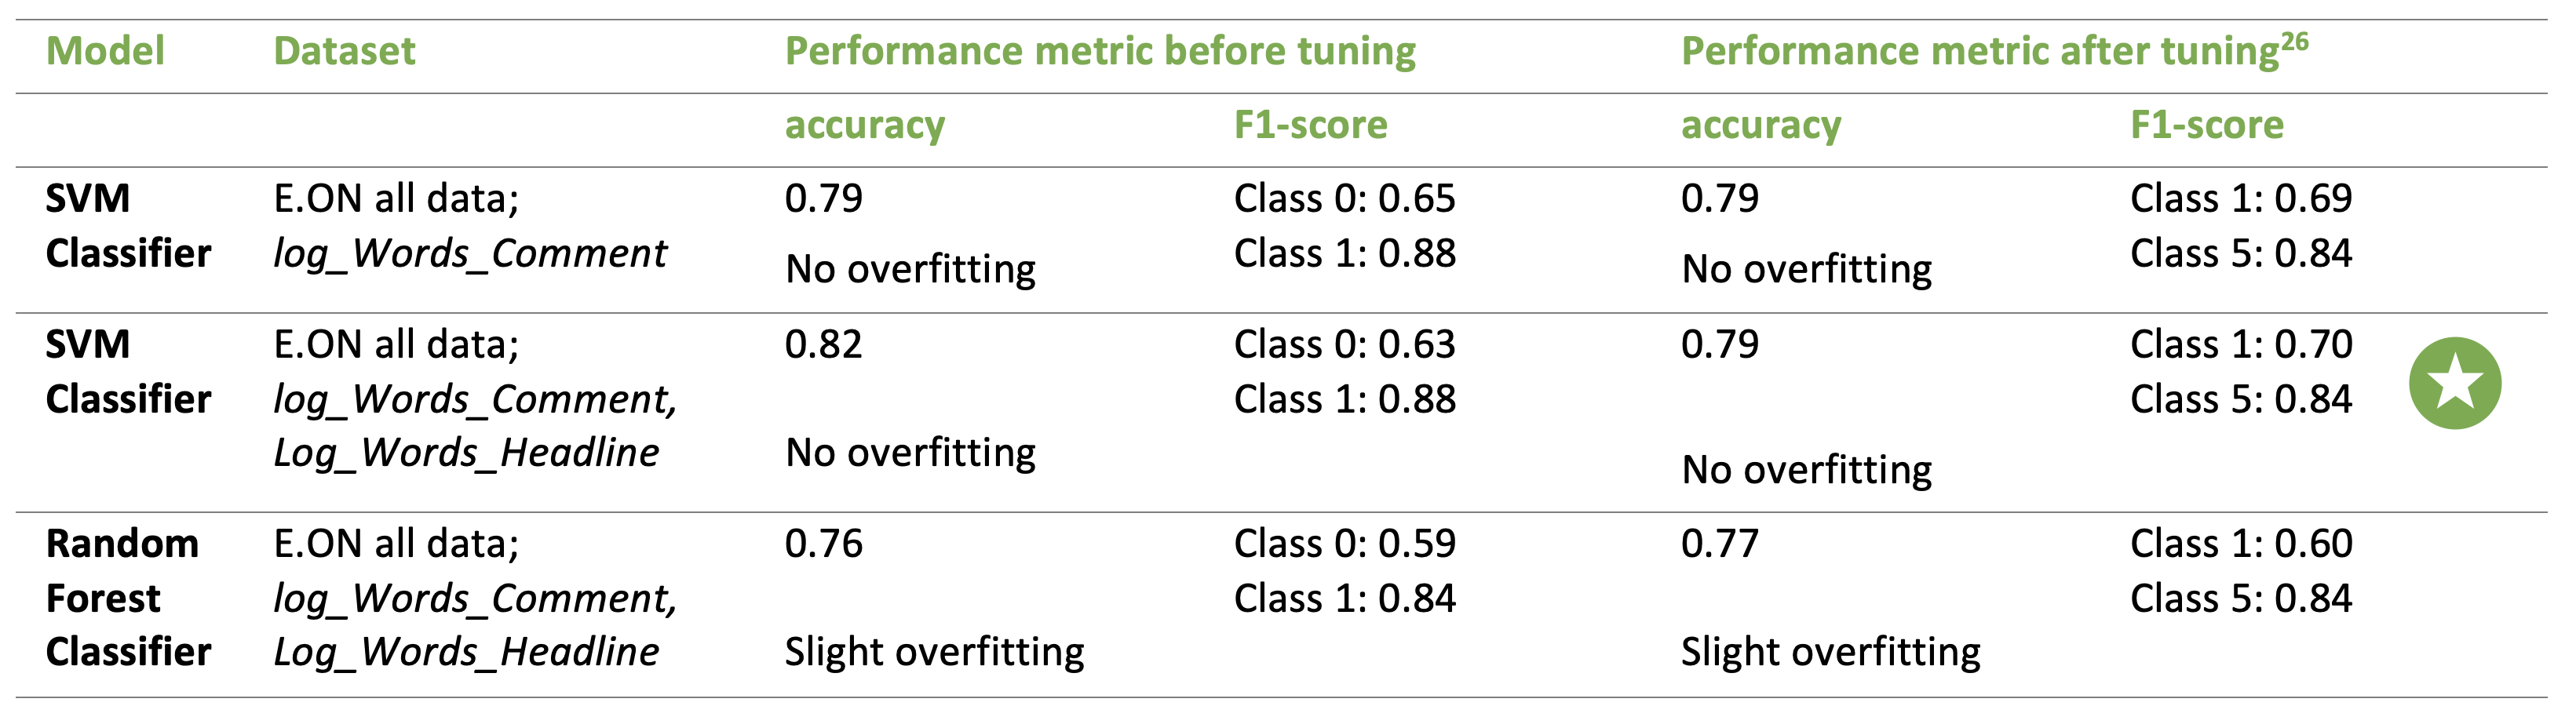 Model Dataset Performance metric before tuning Performance metric after tuning26
accuracy F1-score accuracy F1-score
SVM E.ON all data; 0.79 Class 0: 0.65 0.79 Class 1: 0.69
Classifier log_Words_Comment Class 1: 0.88 Class 5: 0.84
No overfitting No overfitting
SVM E.ON all data; 0.82 Class 0: 0.63 0.79 Class 1: 0.70
Classifier log_Words_Comment, Class 1: 0.88 Class 5: 0.84
Log_Words_Headline No overfitting No overfitting
Random E.ON all data; 0.76 Class 0: 0.59 0.77 Class 1: 0.60
Forest log_Words_Comment, Class 1: 0.84 Class 5: 0.84
Classifier Log_Words_Headline Slight overfitting Slight overfitting